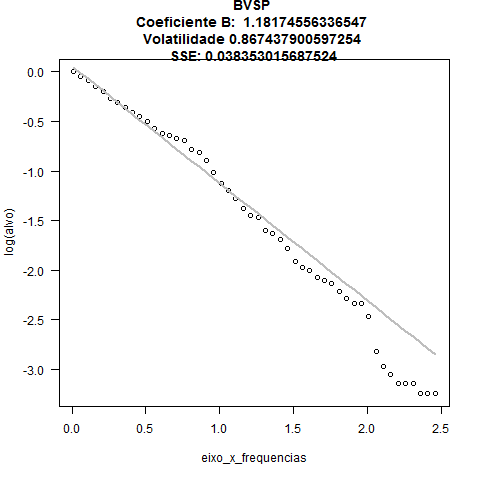 BVSP
Coeficiente B:  1.18174556336547
Volatilidade 0.867437900597254
SSE: 0.038353015687524
log(alvo)
0.0
-0.5
-1.0
-1.5
-2.0
-2.5
-3.0
0.0
0.5
1.0
1.5
2.0
2.5
eixo_x_frequencias